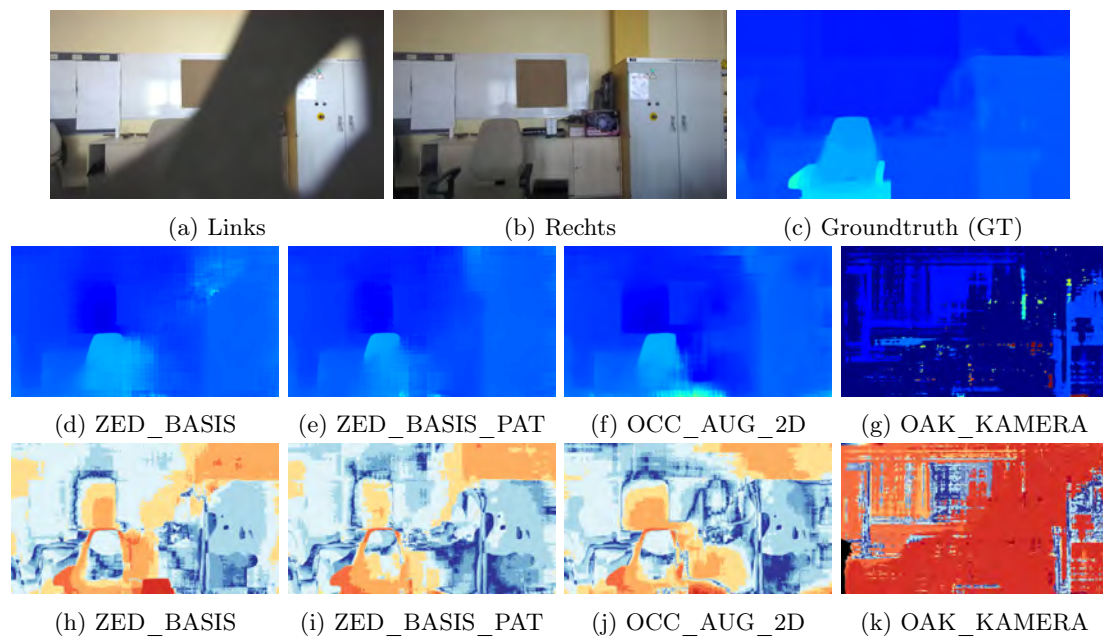 (a) Links
(b) Rechts
(c) Groundtruth (GT)
(d) ZED_BASIS
(e) ZED_BASIS_PAT
(f) OCC_AUG_2D
(g) OAK_KAMERA
(h) ZED_BASIS
(i) ZED_BASIS_PAT
(j) OCC_AUG_2D
(k) OAK_KAMERA